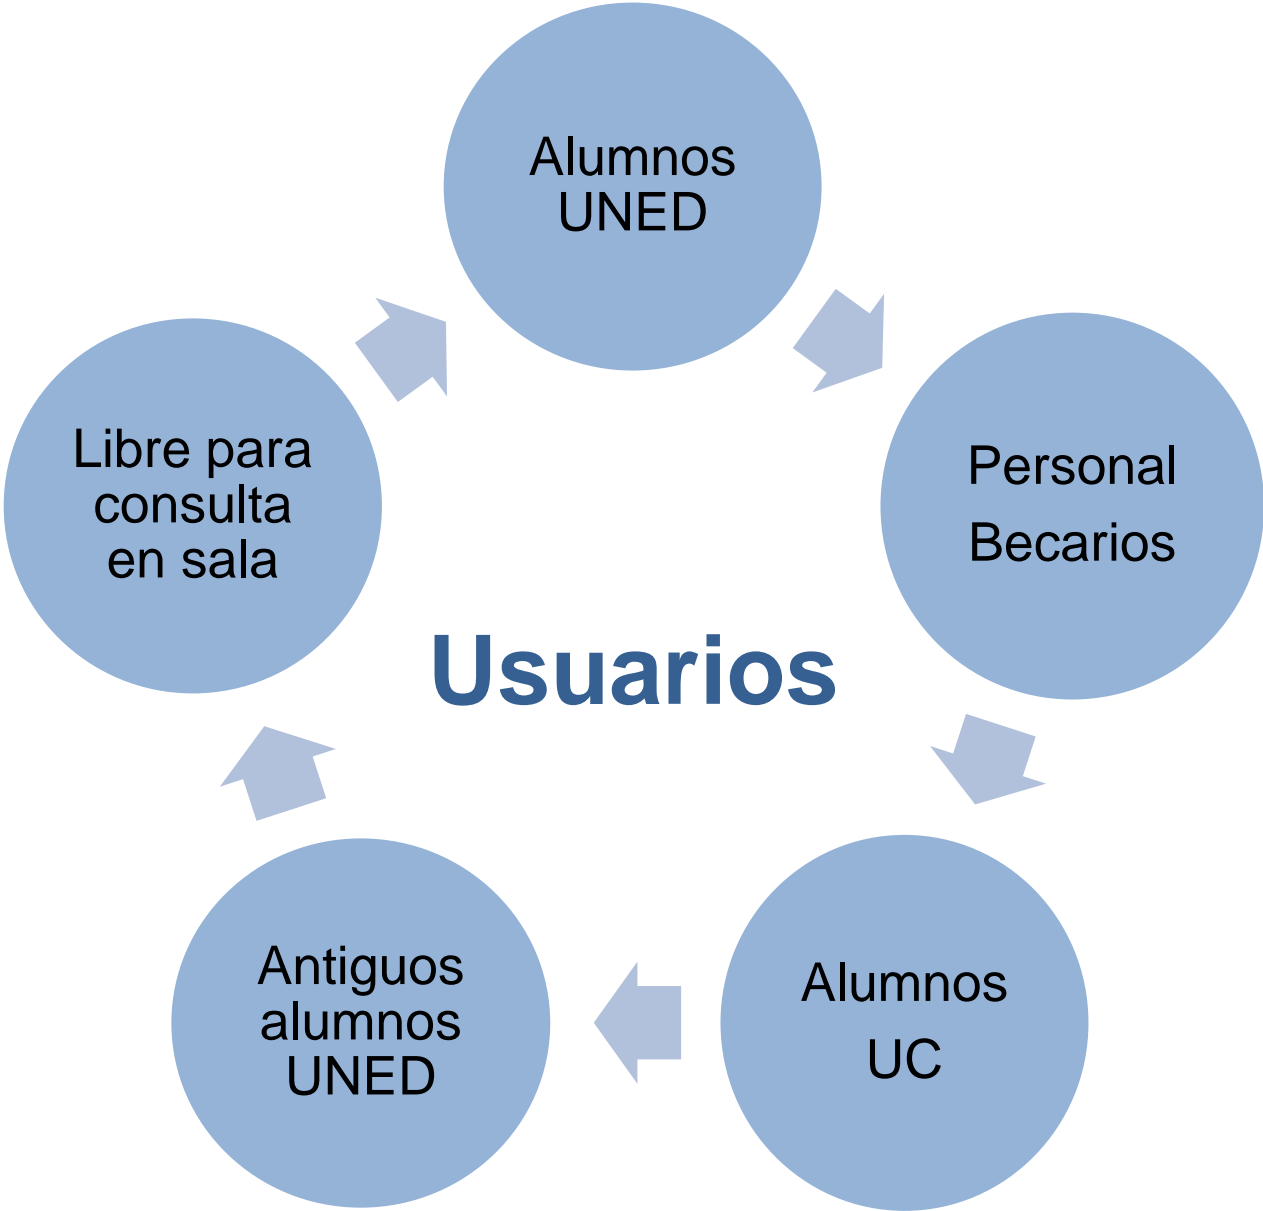 Alumnos
UNED
Personal
Becarios
Alumnos
UC
Antiguos
alumnos
UNED
Libre para
consulta
en sala
Usuarios